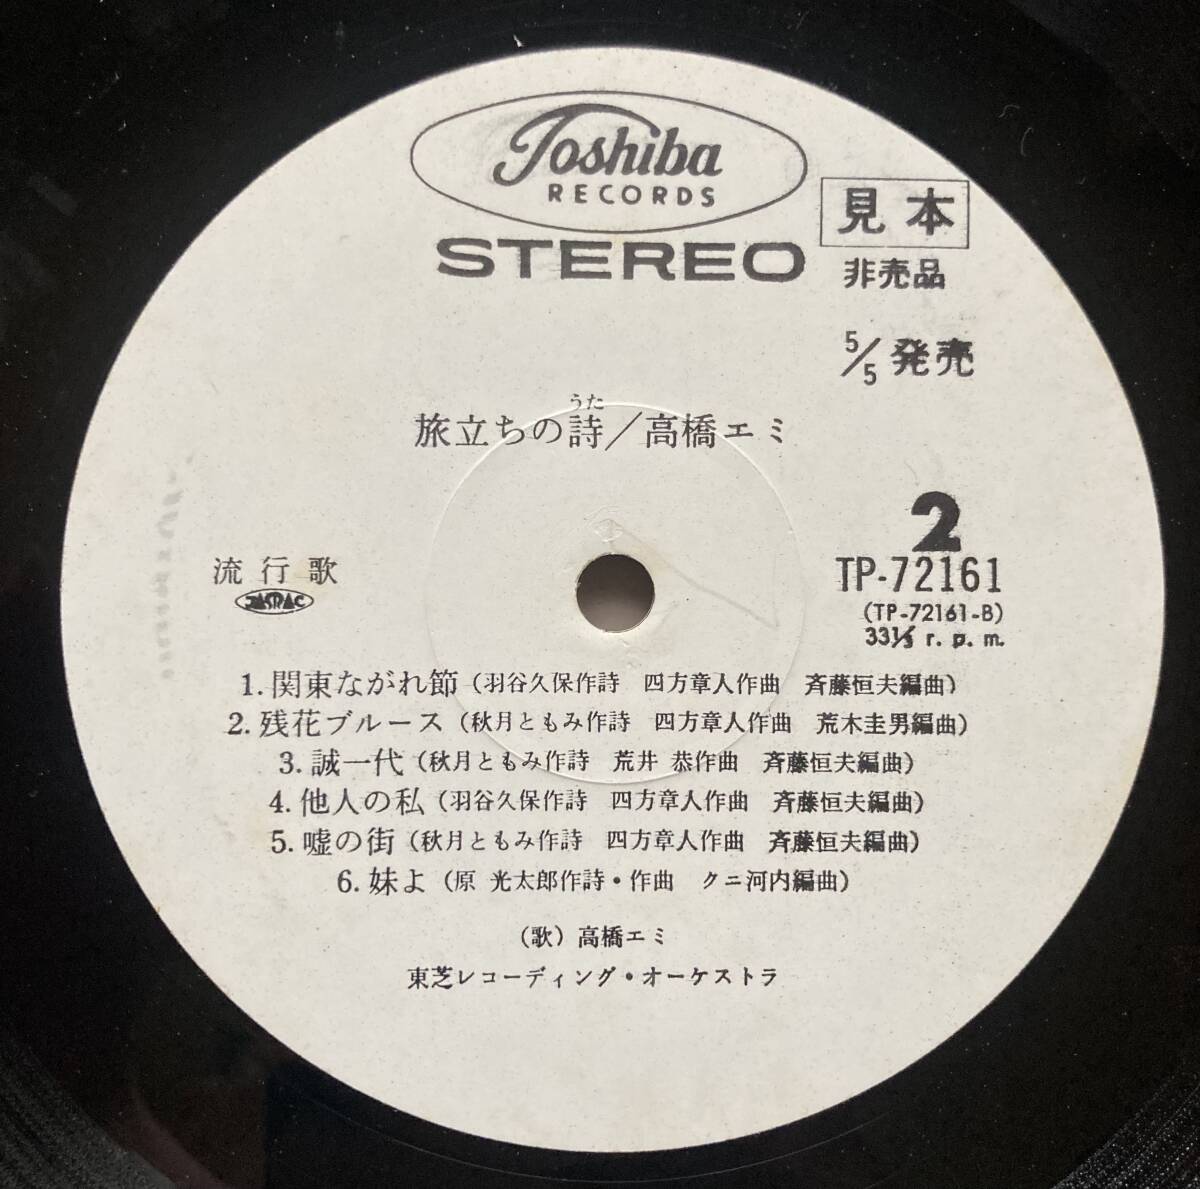 Toshiba
RECORDS
STEREO
見本
非売品
5/5 発売
うた
旅立ちの詩／高橋エミ
2
流行歌
JASRAC
TP-72161
(TP-72161-B)
33⅓ r. p. m.
1. 関東ながれ節 (羽谷久保作詩 四方章人作曲 斉藤恒夫編曲)
2. 残花ブルース (秋月ともみ作詩 四方章人作曲 荒木圭男編曲)
3. 誠一代 (秋月ともみ作詩 荒井 恭作曲 斉藤恒夫編曲)
4. 他人の私 (羽谷久保作詩 四方章人作曲 斉藤恒夫編曲)
5. 嘘の街 (秋月ともみ作詩 四方章人作曲 斉藤恒夫編曲)
6. 妹よ (原 光太郎作詩・作曲 クニ河内編曲)
(歌) 高橋エミ
東芝レコーディング・オーケストラ